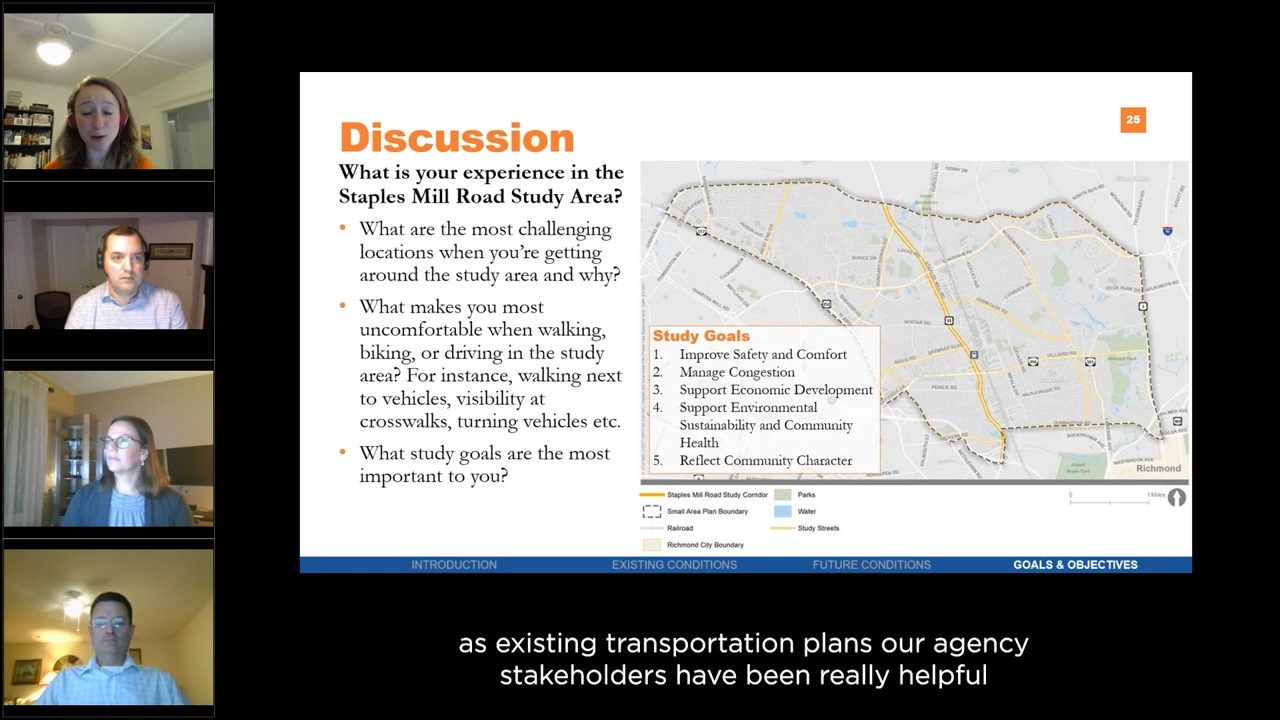 25
Discussion
What is your experience in the
Staples Mill Road Study Area?
• What are the most challenging
locations when you're getting
around the study area and why?
• What makes you most
uncomfortable when walking,
biking, or driving in the study
area? For instance, walking next
to vehicles, visibility at
crosswalks, turning vehicles etc.
• What study goals are the most
important to you?
Study Goals
1. Improve Safety and Comfort
2. Manage Congestion
3. Support Economic Development
4. Support Environmental
Sustainability and Community
Health
5. Reflect Community Character
Richmond
Staples Mill Road Study Corridor
Parks
Small Area Plan Boundary
Water
Railroad
Study Streets
Richmond City Boundary
0 1 Miles
INTRODUCTION
EXISTING CONDITIONS
FUTURE CONDITIONS
GOALS & OBJECTIVES
as existing transportation plans our agency
stakeholders have been really helpful